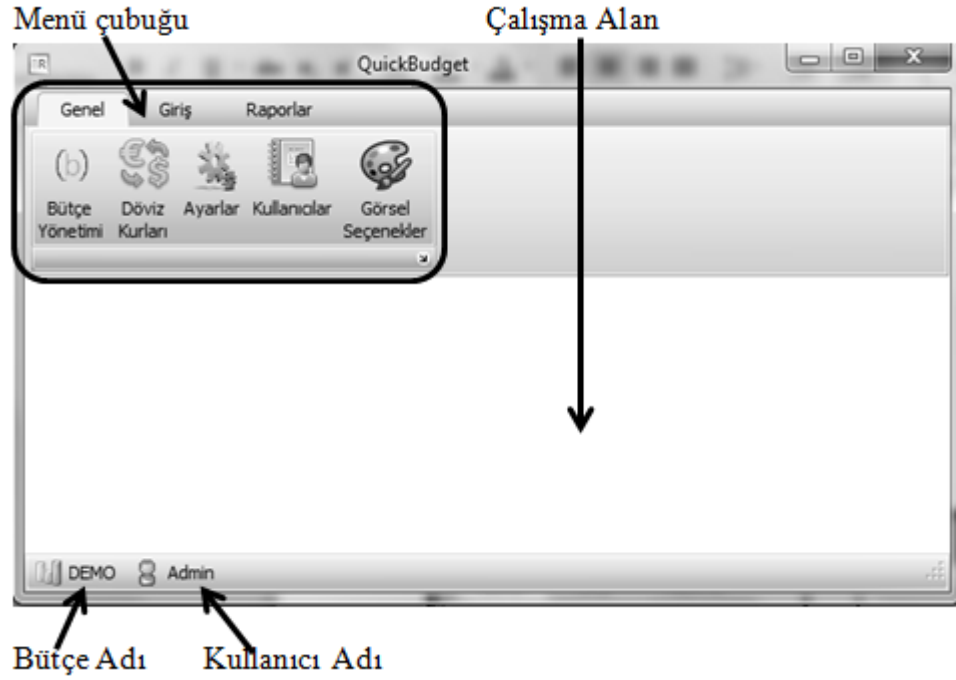 Menü çubuğu Çalışma Alan
QuickBudget
Genel Giriş Raporlar
(b)
Bütçe Yönetimi
Döviz Kurları
Ayarlar
Kullanıcılar
Görsel Seçenekler
DEMO Admin
Bütçe Adı Kullanıcı Adı